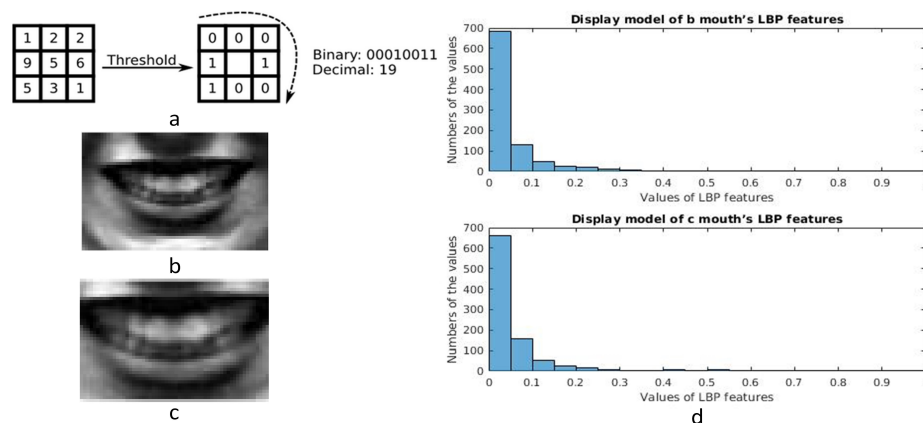 1 2 2
9 5 6
5 3 1
Threshold
0 0 0
1 1
1 0 0
Binary: 00010011
Decimal: 19
a
b
c
Display model of b mouth's LBP features
Numbers of the values
700
600
500
400
300
200
100
0
0 0.1 0.2 0.3 0.4 0.5 0.6 0.7 0.8 0.9
Values of LBP features
Display model of c mouth's LBP features
Numbers of the values
700
600
500
400
300
200
100
0
0 0.1 0.2 0.3 0.4 0.5 0.6 0.7 0.8 0.9
Values of LBP features
d